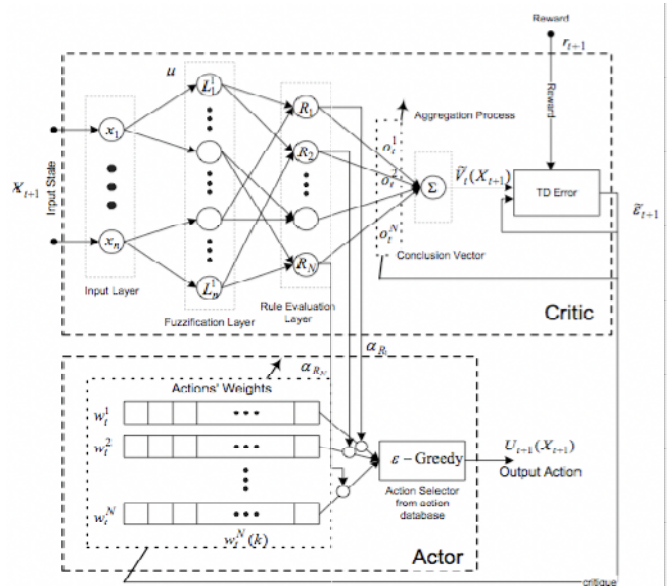 Reward
r_{t+1}
Reward
u
L_1^1
R_1
Aggregation Process
x_1
R_2
o_t^1
o_t^2
Σ
Ṽ_t(X_{t+1})
TD Error
X_{t+1}
Input State
ε̃_{t+1}
o_t^N
x_n
R_N
Conclusion Vector
Input Layer
L_n^1
Rule Evaluation
Layer
Fuzzification Layer
Critic
α_{R_1}
α_{R_N}
Actions' Weights
w_t^1
w_t^2
ε – Greedy
U_{t+1}(X_{t+1})
Output Action
Action Selector
from action
database
w_t^N
w_t^N(k)
Actor
critique